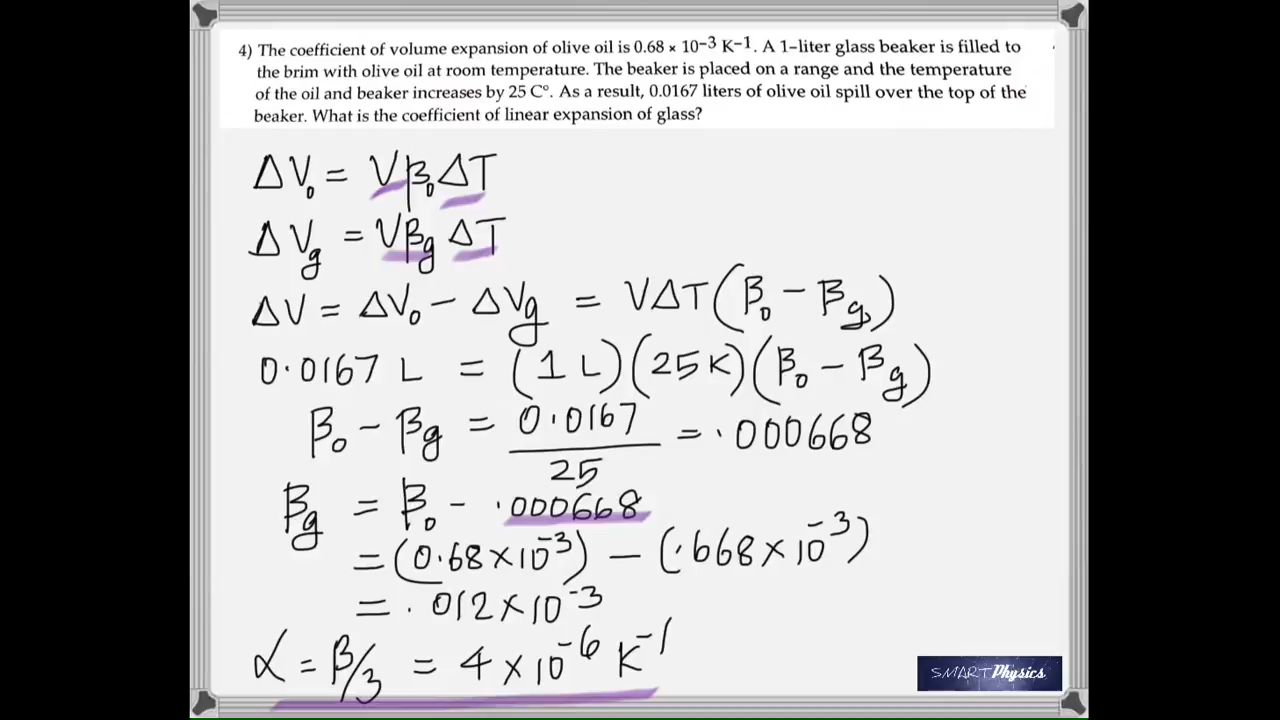 4) The coefficient of volume expansion of olive oil is 0.68 × 10⁻³ K⁻¹. A 1-liter glass beaker is filled to
the brim with olive oil at room temperature. The beaker is placed on a range and the temperature
of the oil and beaker increases by 25 C°. As a result, 0.0167 liters of olive oil spill over the top of the
beaker. What is the coefficient of linear expansion of glass?
ΔV₀ = Vβ₀ΔT
ΔVg = Vβg ΔT
ΔV = ΔV₀ - ΔVg = VΔT(β₀ - βg)
0.0167 L = (1 L)(25K)(β₀ - βg)
β₀ - βg = 0.0167/25 = .000668
βg = β₀ - .000668
= (0.68×10⁻³) - (.668×10⁻³)
= .012×10⁻³
α = β/3 = 4×10⁻⁶ K⁻¹
SMART Physics